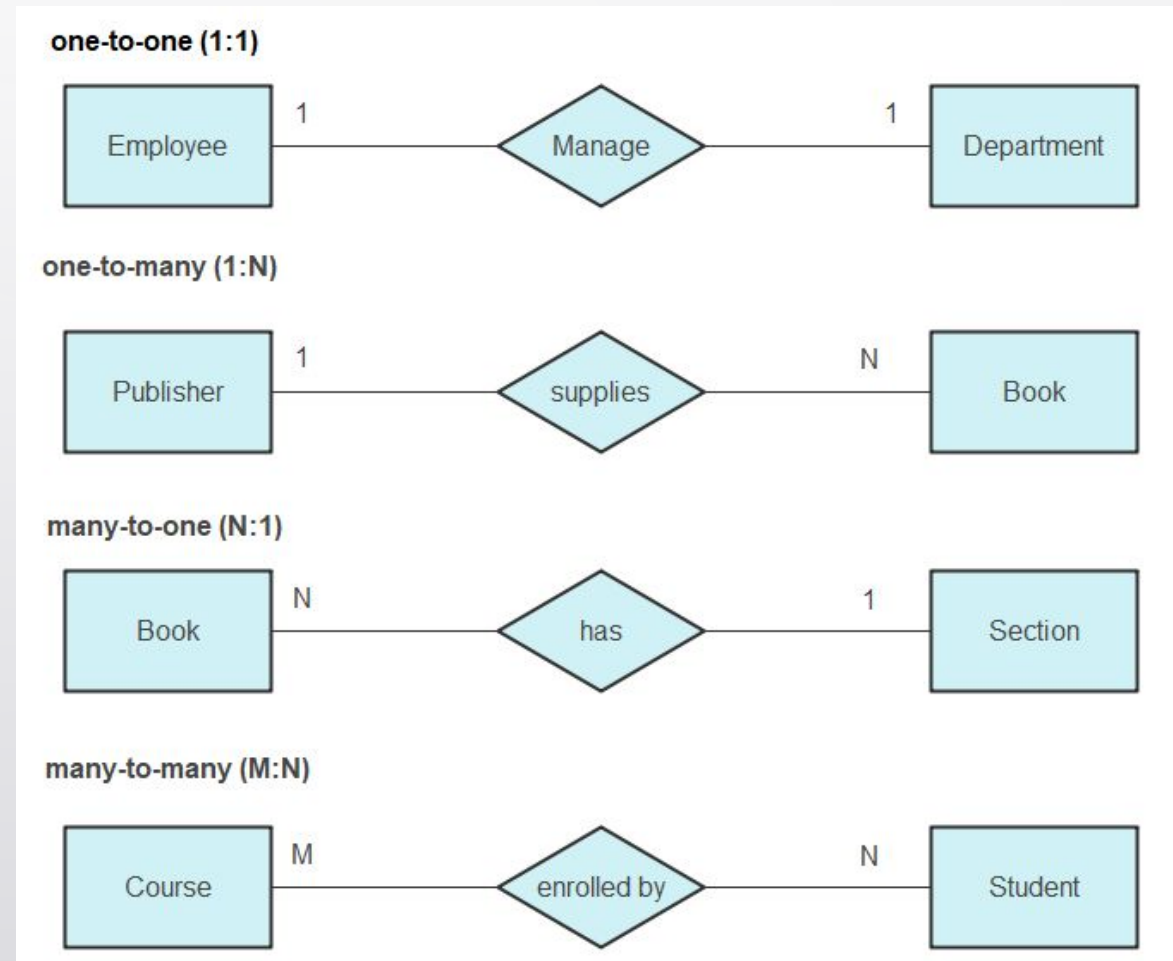 one-to-one (1:1)
Employee 1 Manage 1 Department
one-to-many (1:N)
Publisher 1 supplies N Book
many-to-one (N:1)
Book N has 1 Section
many-to-many (M:N)
Course M enrolled by N Student